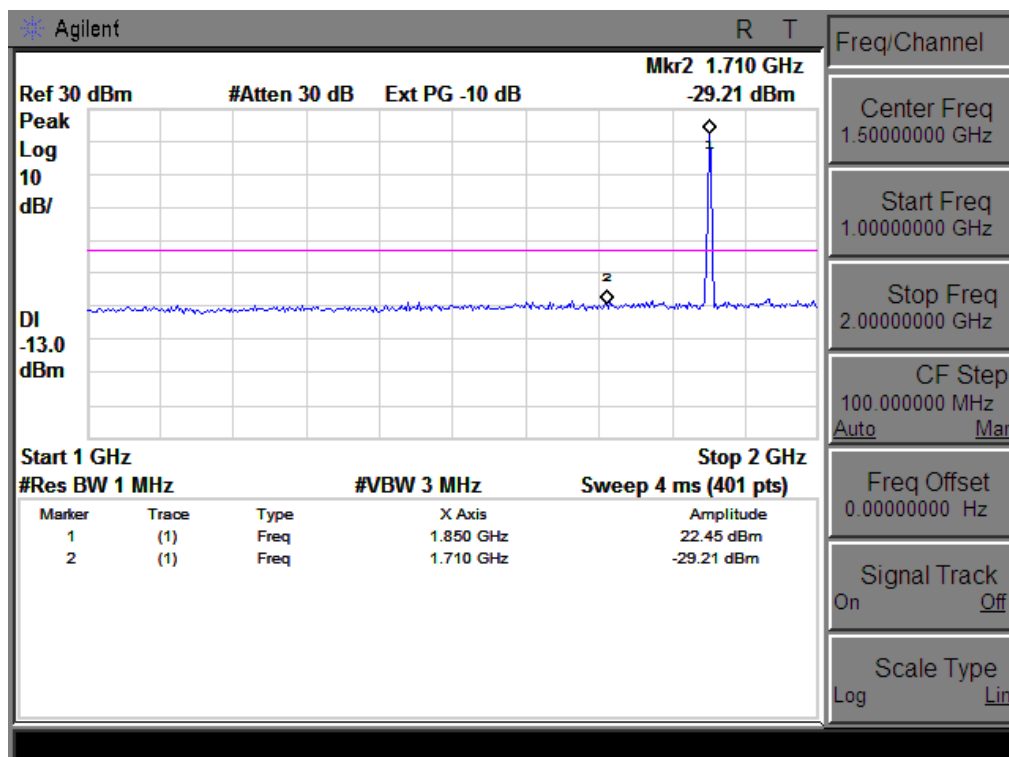 Agilent R T
Freq/Channel
Mkr2 1.710 GHz
Ref 30 dBm #Atten 30 dB Ext PG -10 dB -29.21 dBm
Peak
Log
10
dB/
1
2
DI
-13.0
dBm
Start 1 GHz Stop 2 GHz
#Res BW 1 MHz #VBW 3 MHz Sweep 4 ms (401 pts)
Marker Trace Type X Axis Amplitude
1 (1) Freq 1.850 GHz 22.45 dBm
2 (1) Freq 1.710 GHz -29.21 dBm
Center Freq
1.50000000 GHz
Start Freq
1.00000000 GHz
Stop Freq
2.00000000 GHz
CF Step
100.000000 MHz
Auto Man
Freq Offset
0.00000000 Hz
Signal Track
On Off
Scale Type
Log Lin